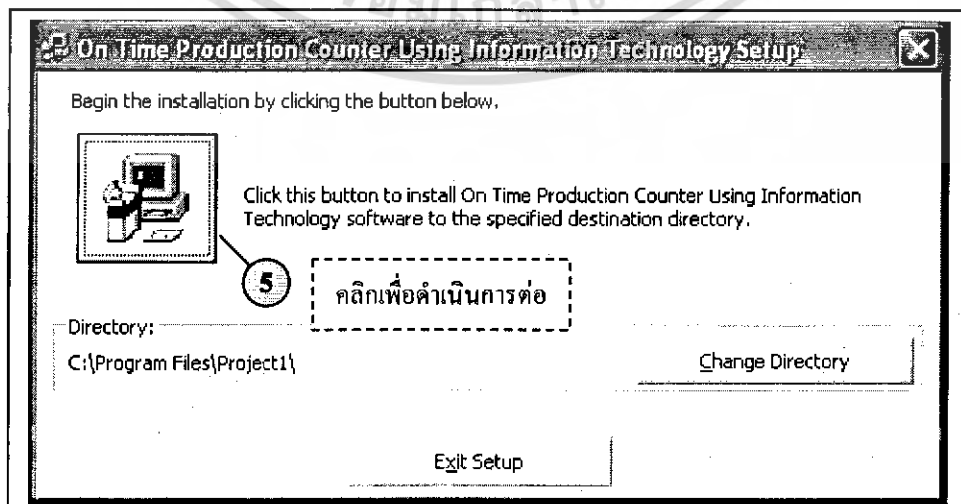 On Time Production Counter Using Information Technology Setup
Begin the installation by clicking the button below.
Click this button to install On Time Production Counter Using Information
Technology software to the specified destination directory.
5
คลิกเพื่อดำเนินการต่อ
Directory:
C:\Program Files\Project1\
Change Directory
Exit Setup